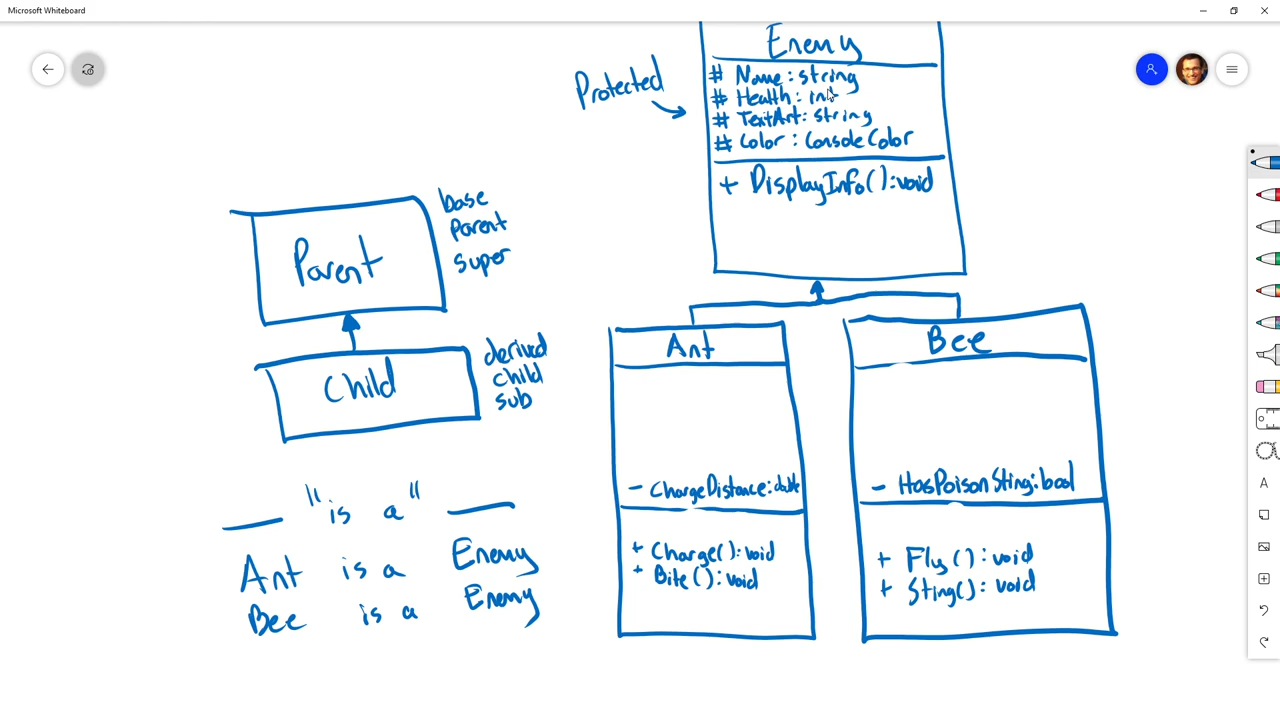 Microsoft Whiteboard
Enemy
Protected
# Name: string
# Health: int
# TextArt: string
# Color: ConsoleColor
+ DisplayInfo(): void
Parent
base
parent
super
Child
derived
child
sub
Ant
- ChargeDistance: double
+ Charge(): void
+ Bite(): void
Bee
- HasPoisonSting: bool
+ Fly(): void
+ Sting(): void
__ "is a" __
Ant is a Enemy
Bee is a Enemy
A